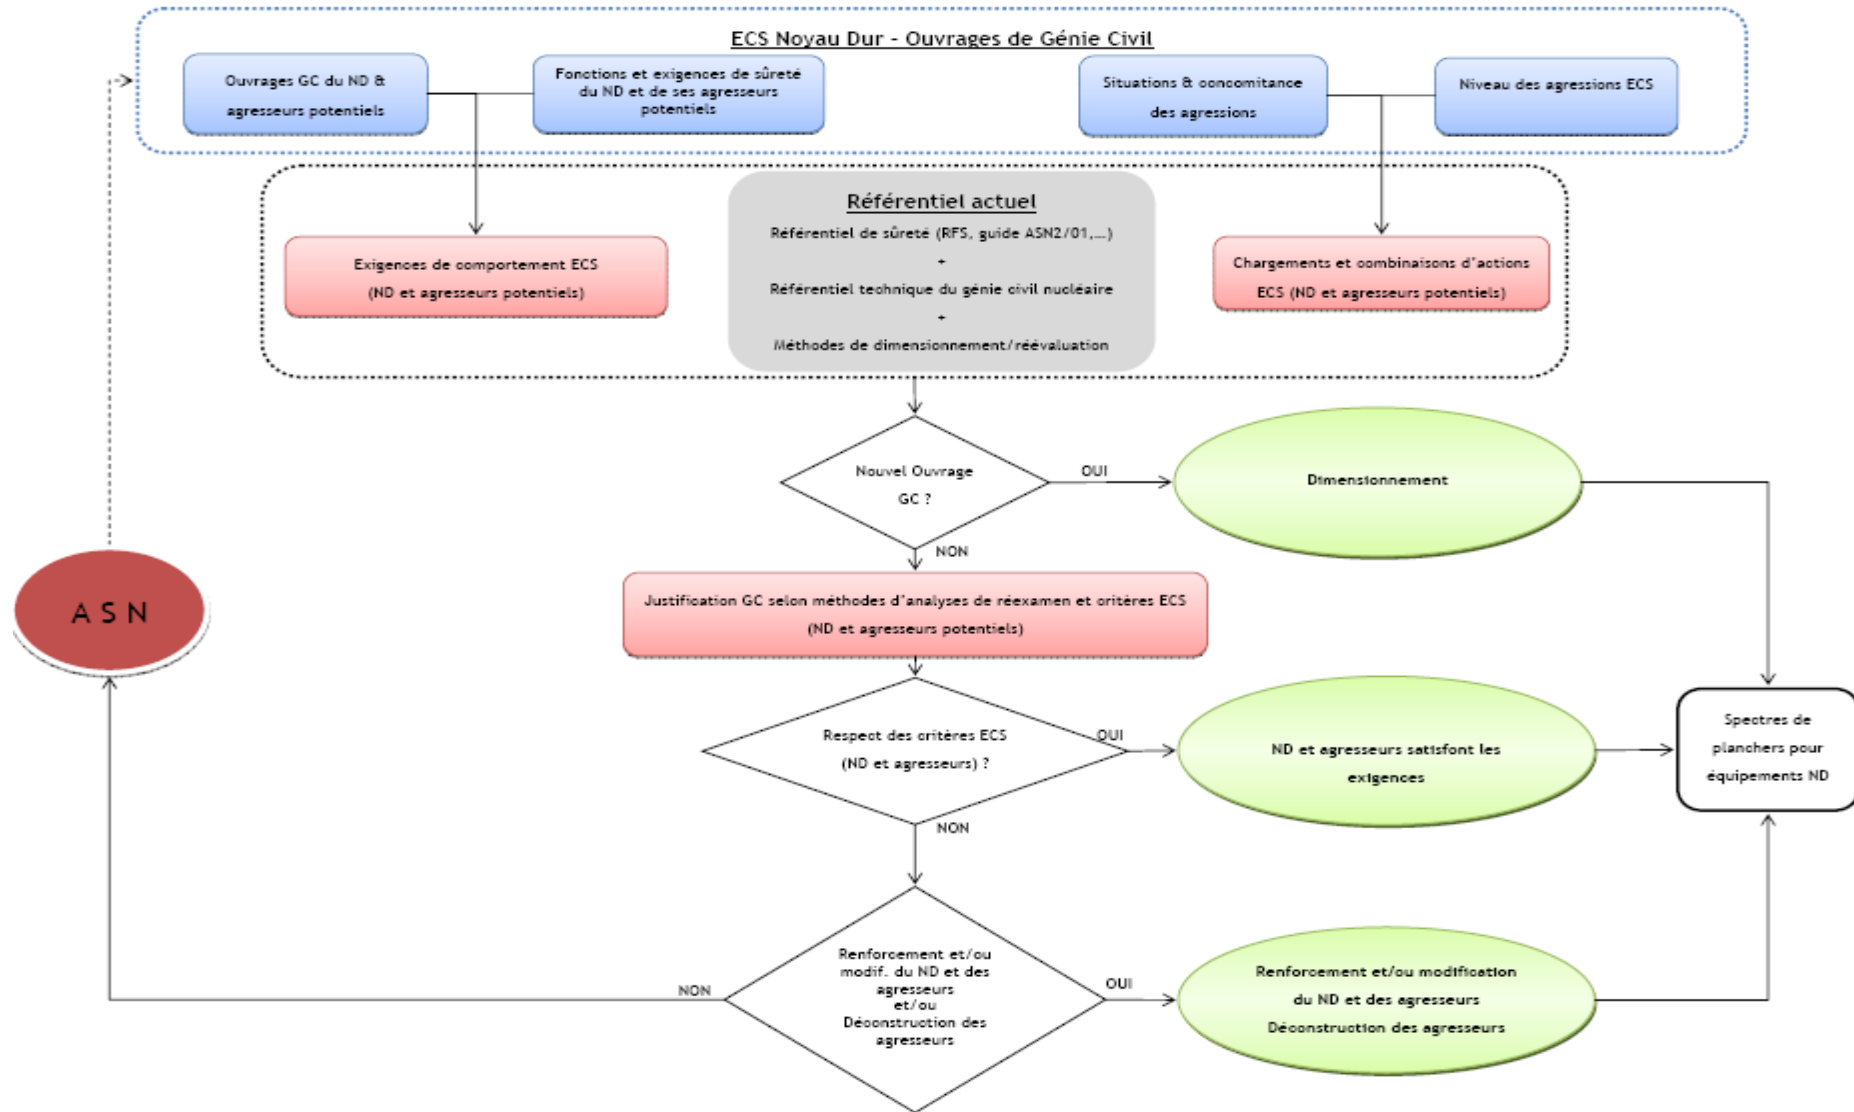 ECS Noyau Dur - Ouvrages de Génie Civil
Ouvrages GC du ND &
agresseurs potentiels
Fonctions et exigences de sûreté
du ND et de ses agresseurs
potentiels
Situations & concomitance
des agressions
Niveau des agressions ECS
Référentiel actuel
Référentiel de sûreté (RFS, guide ASN2/01,…)
+
Référentiel technique du génie civil nucléaire
+
Méthodes de dimensionnement/réévaluation
Exigences de comportement ECS
(ND et agresseurs potentiels)
Chargements et combinaisons d'actions
ECS (ND et agresseurs potentiels)
Nouvel Ouvrage
GC ?
OUI
Dimensionnement
NON
ASN
Justification GC selon méthodes d'analyses de réexamen et critères ECS
(ND et agresseurs potentiels)
Respect des critères ECS
(ND et agresseurs) ?
OUI
ND et agresseurs satisfont les
exigences
Spectres de
planchers pour
équipements ND
NON
Renforcement et/ou
modif. du ND et des
agresseurs
et/ou
Déconstruction des
agresseurs
NON
OUI
Renforcement et/ou modification
du ND et des agresseurs
Déconstruction des agresseurs